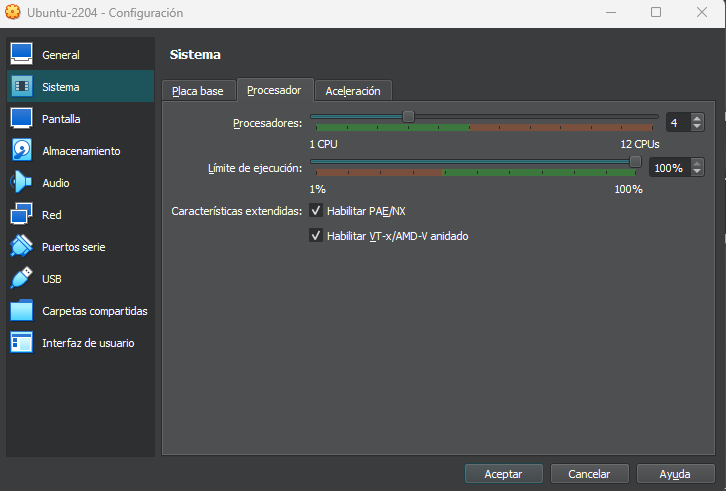 Ubuntu-2204 - Configuración
General
Sistema
Pantalla
Almacenamiento
Audio
Red
Puertos serie
USB
Carpetas compartidas
Interfaz de usuario
Sistema
Placa base
Procesador
Aceleración
Procesadores:
4
1 CPU
12 CPUs
Límite de ejecución:
100%
1%
100%
Características extendidas:
Habilitar PAE/NX
Habilitar VT-x/AMD-V anidado
Aceptar
Cancelar
Ayuda